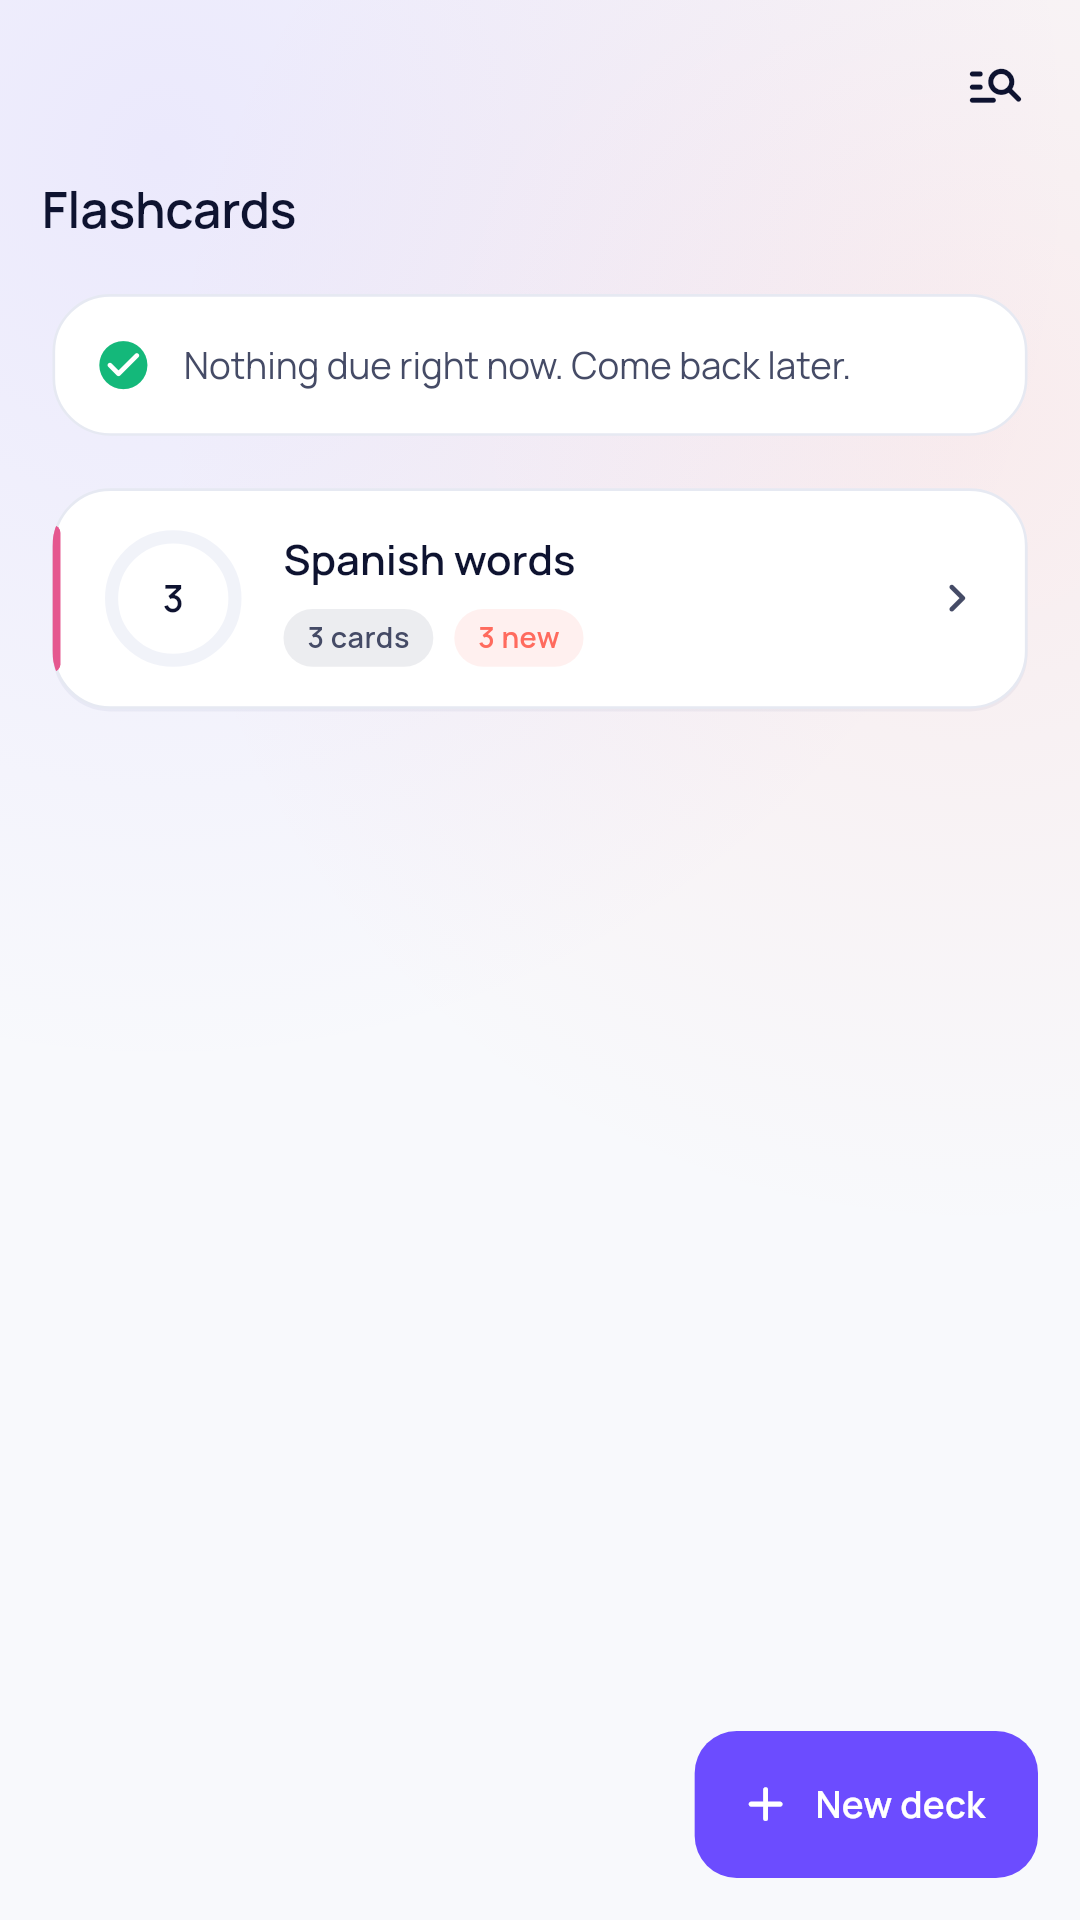 Flashcards
Nothing due right now. Come back later.
3
Spanish words
3 cards
3 new
New deck